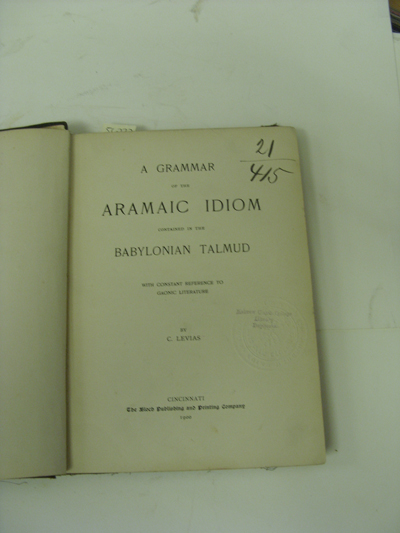 21
415
A GRAMMAR
OF THE
ARAMAIC IDIOM
CONTAINED IN THE
BABYLONIAN TALMUD
WITH CONSTANT REFERENCE TO
GAONIC LITERATURE
BY
C. LEVIAS
CINCINNATI
The Bloch Publishing and Printing Company
1900